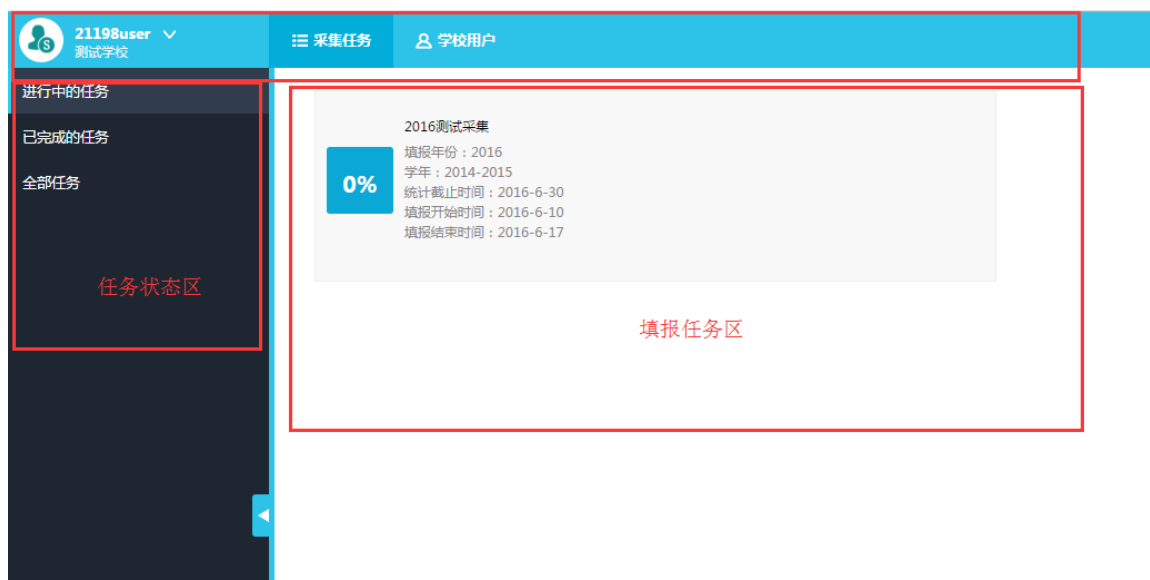 21198user
测试学校
采集任务
学校用户
进行中的任务
已完成的任务
全部任务
任务状态区
0%
2016测试采集
填报年份：2016
学年：2014-2015
统计截止时间：2016-6-30
填报开始时间：2016-6-10
填报结束时间：2016-6-17
填报任务区